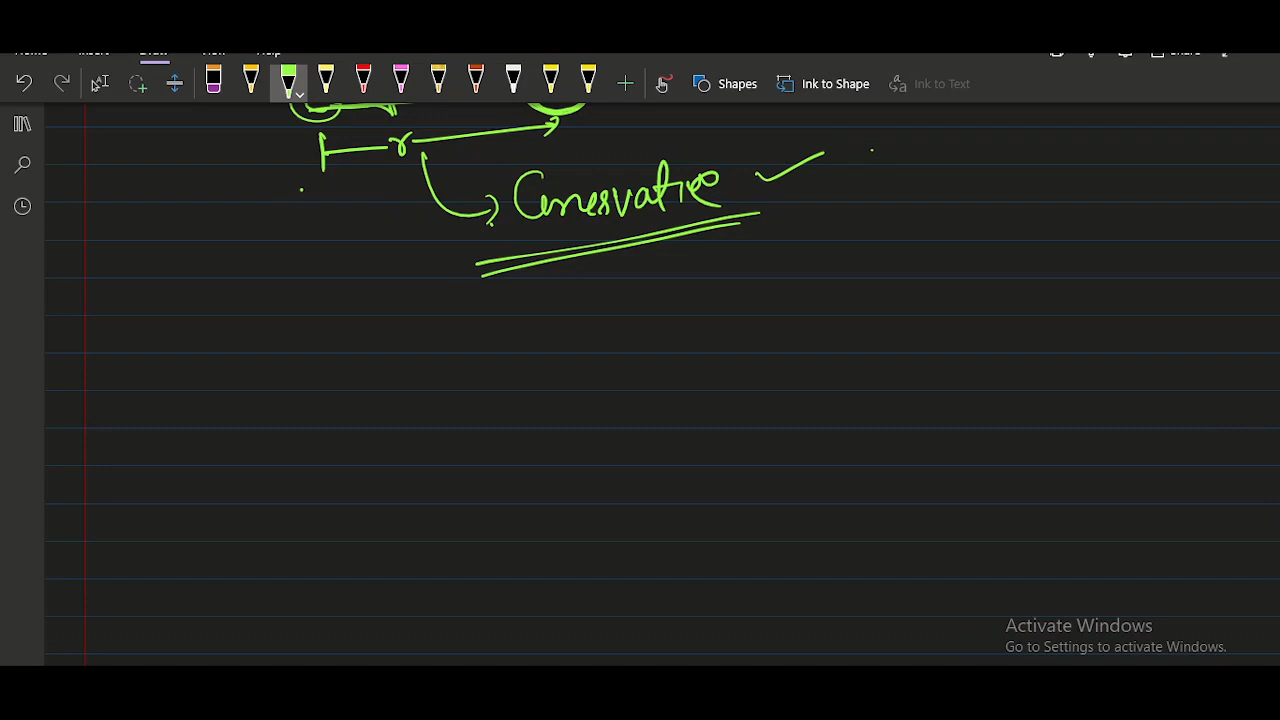 Shapes Ink to Shape Ink to Text
r
Conservative
Activate Windows
Go to Settings to activate Windows.